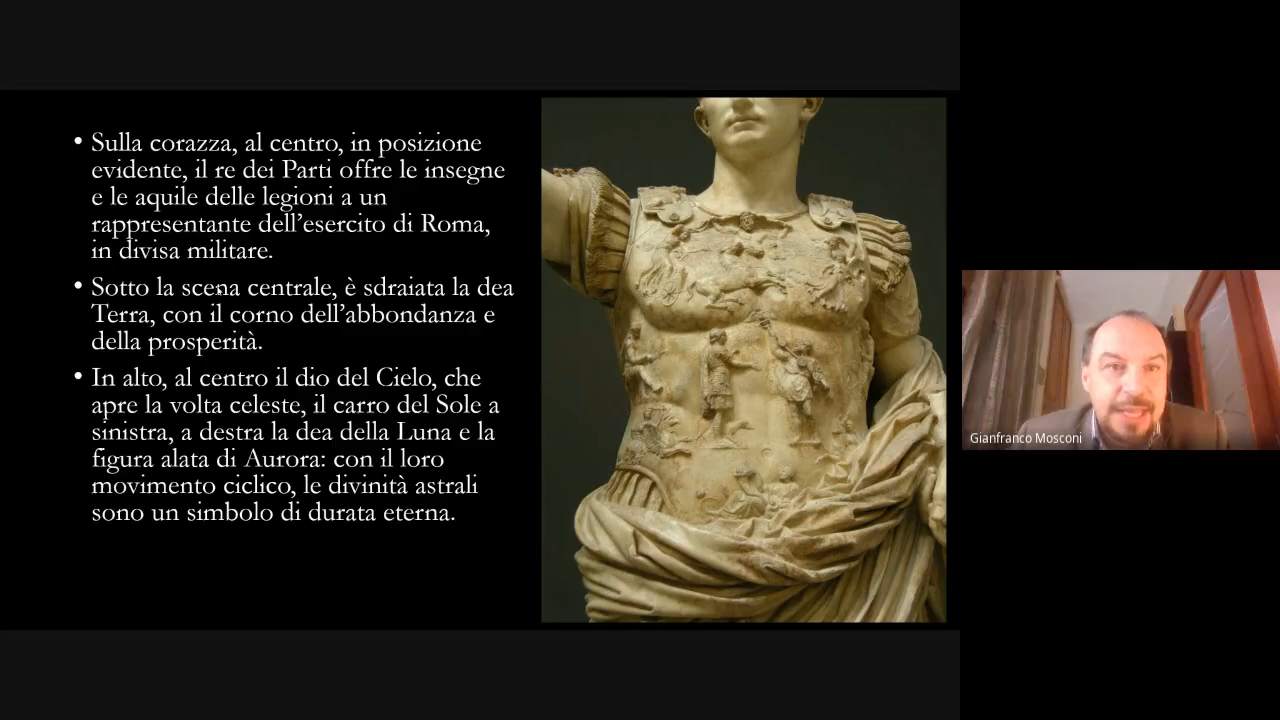 • Sulla corazza, al centro, in posizione
evidente, il re dei Parti offre le insegne
e le aquile delle legioni a un
rappresentante dell’esercito di Roma,
in divisa militare.
• Sotto la scena centrale, è sdraiata la dea
Terra, con il corno dell’abbondanza e
della prosperità.
• In alto, al centro il dio del Cielo, che
apre la volta celeste, il carro del Sole a
sinistra, a destra la dea della Luna e la
figura alata di Aurora: con il loro
movimento ciclico, le divinità astrali
sono un simbolo di durata eterna.
Gianfranco Mosconi